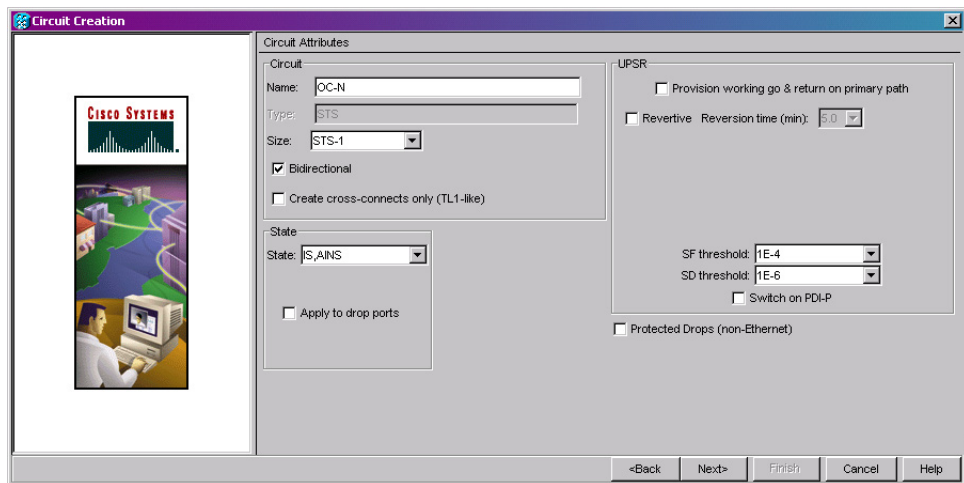 Circuit Creation
CISCO SYSTEMS
Circuit Attributes
Circuit
Name: OC-N
Type: STS
Size: STS-1
Bidirectional
Create cross-connects only (TL1-like)
State
State: IS,AINS
Apply to drop ports
UPSR
Provision working go & return on primary path
Revertive Reversion time (min): 5.0
SF threshold: 1E-4
SD threshold: 1E-6
Switch on PDI-P
Protected Drops (non-Ethernet)
<Back Next> Finish Cancel Help